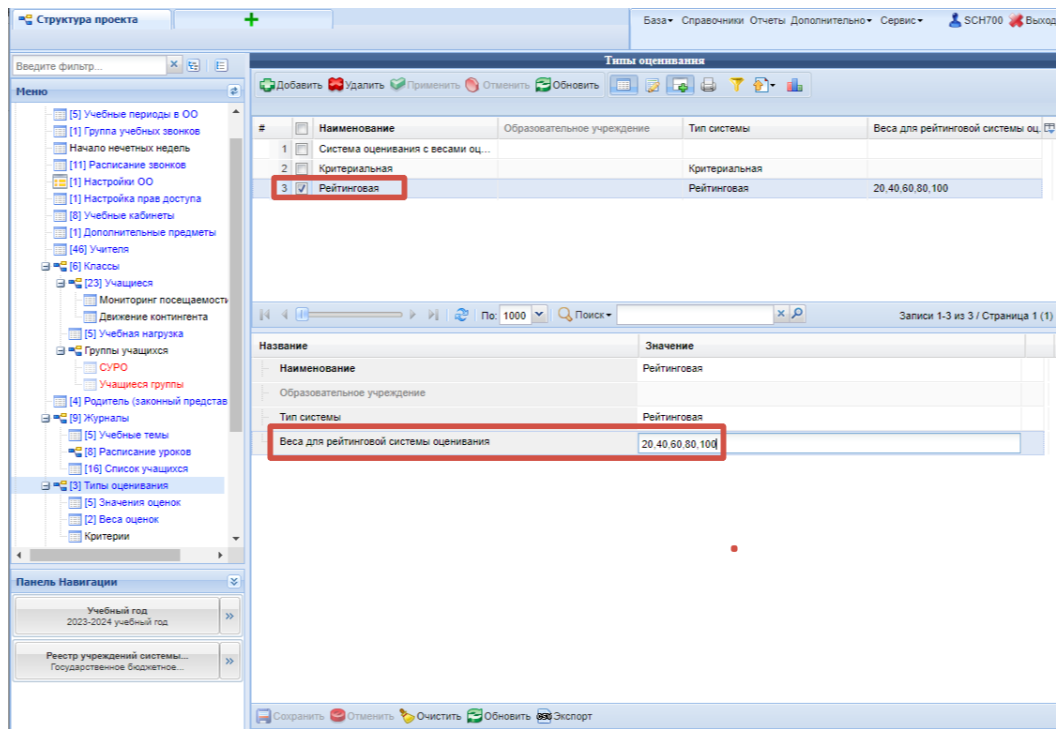 Структура проекта
База Справочники Отчеты Дополнительно Сервис SCH700 Выход
Введите фильтр...
Меню
[5] Учебные периоды в ОО
[1] Группа учебных звонков
Начало нечетных недель
[11] Расписание звонков
[1] Настройки ОО
[1] Настройка прав доступа
[8] Учебные кабинеты
[1] Дополнительные предметы
[46] Учителя
[6] Классы
[23] Учащиеся
Мониторинг посещаемости
Движение контингента
[5] Учебная нагрузка
Группы учащихся
СУРО
Учащиеся группы
[4] Родитель (законный представ
[9] Журналы
[5] Учебные темы
[8] Расписание уроков
[16] Список учащихся
[3] Типы оценивания
[5] Значения оценок
[2] Веса оценок
Критерии
Панель Навигации
Учебный год
2023-2024 учебный год
Реестр учреждений системы...
Государственное бюджетное...
Типы оценивания
Добавить Удалить Применить Отменить Обновить
# Наименование Образовательное учреждение Тип системы Веса для рейтинговой системы оц.
1 Система оценивания с весами оц...
2 Критериальная Критериальная
3 Рейтинговая Рейтинговая 20,40,60,80,100
По: 1000 Поиск Записи 1-3 из 3 / Страница 1 (1)
Название Значение
Наименование Рейтинговая
Образовательное учреждение
Тип системы Рейтинговая
Веса для рейтинговой системы оценивания 20,40,60,80,100
Сохранить Отменить Очистить Обновить Экспорт